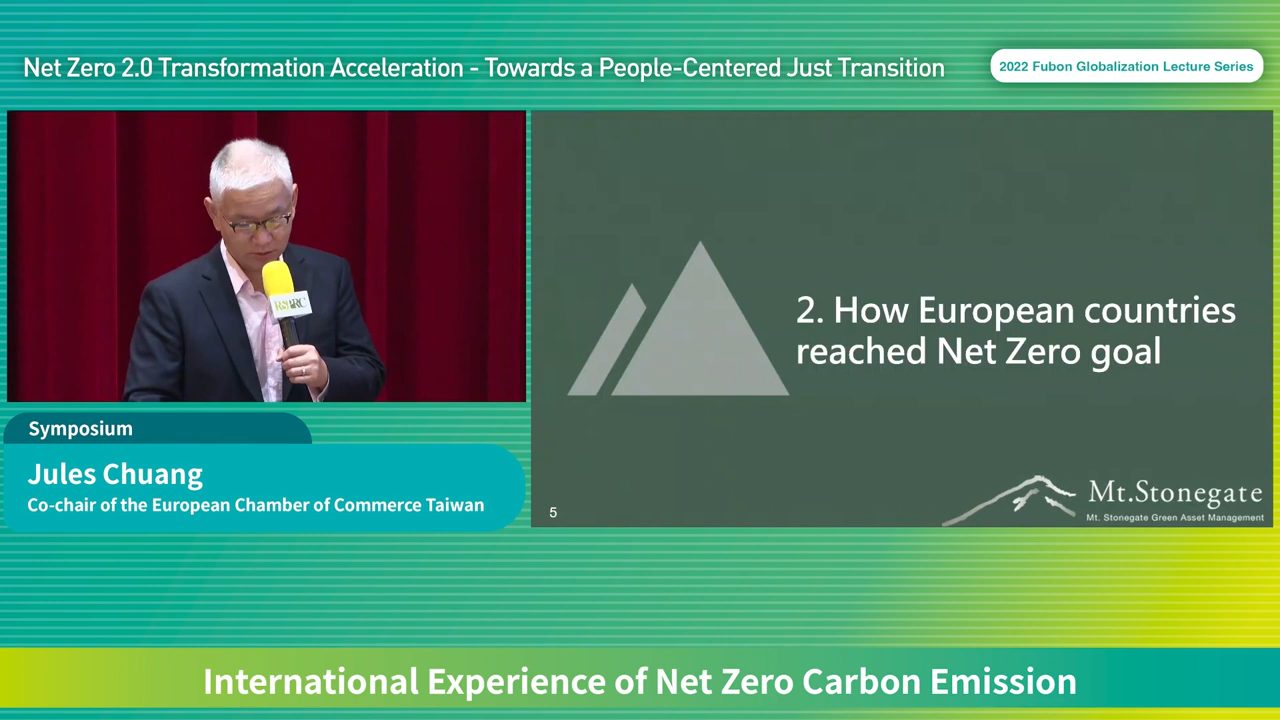 Net Zero 2.0 Transformation Acceleration - Towards a People-Centered Just Transition
2022 Fubon Globalization Lecture Series
2. How European countries
reached Net Zero goal
Symposium
Jules Chuang
Co-chair of the European Chamber of Commerce Taiwan
5
Mt.Stonegate
Mt. Stonegate Green Asset Management
International Experience of Net Zero Carbon Emission